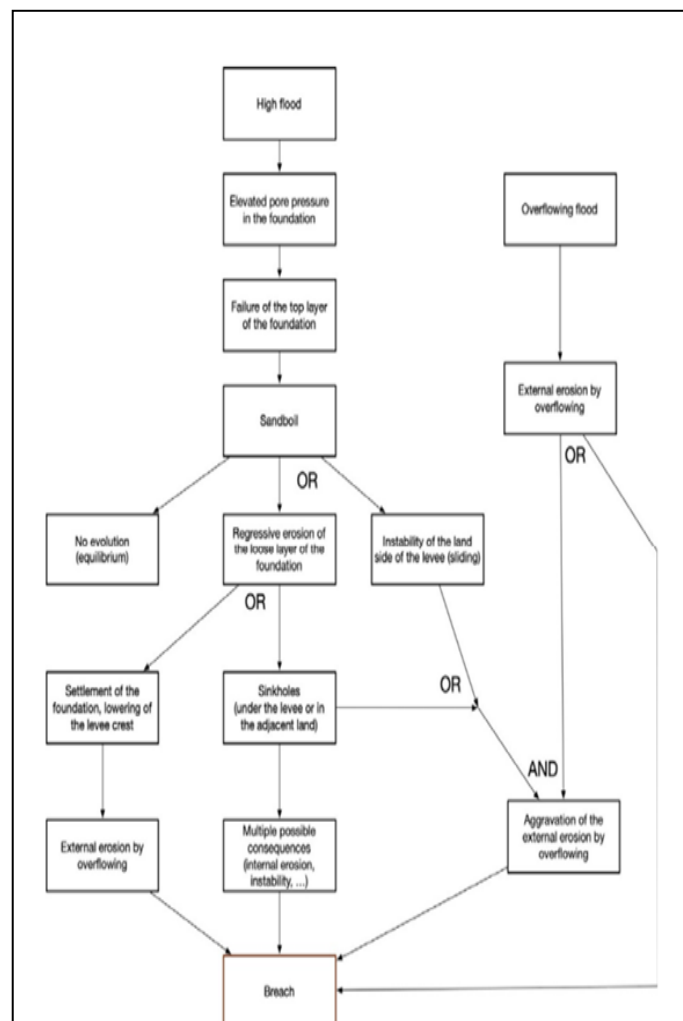 High flood
Elevated pore pressure
in the foundation
Overflowing flood
Failure of the top layer
of the foundation
External erosion by
overflowing
Sandboil
OR
OR
No evolution
(equilibrium)
Regressive erosion of
the loose layer of the
foundation
Instability of the land
side of the levee (sliding)
OR
Settlement of the
foundation, lowering of
the levee crest
Sinkholes
(under the levee or in
the adjacent land)
OR
AND
External erosion by
overflowing
Multiple possible
consequences
(internal erosion,
instability, ...)
Aggravation of the
external erosion by
overflowing
Breach